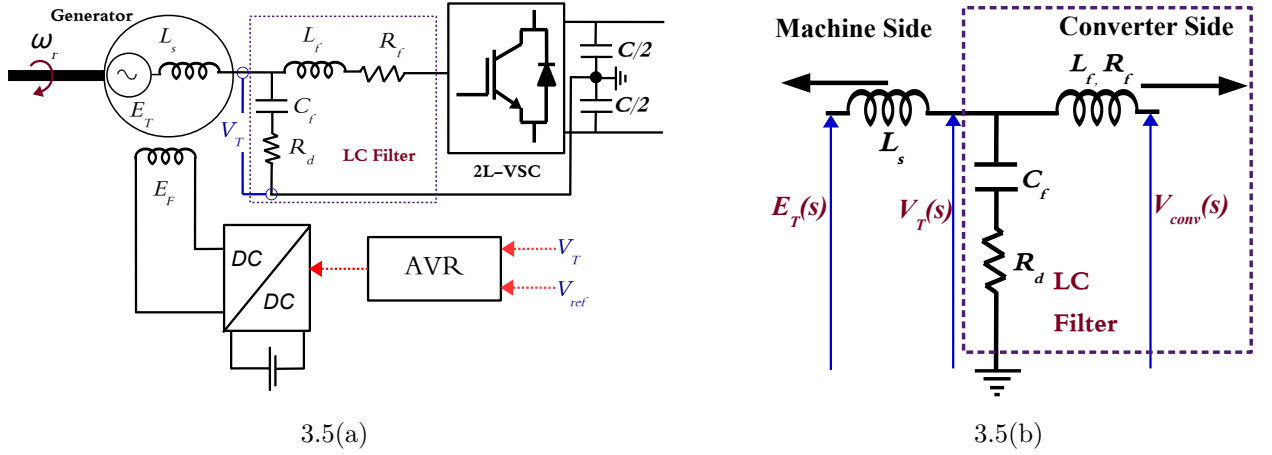 Generator
ω_r
L_s
L_f
R_f
E_T
C_f
V_T
R_d
LC Filter
2L-VSC
C/2
C/2
E_F
DC
DC
AVR
V_T
V_ref
3.5(a)
Machine Side
Converter Side
L_f, R_f
L_s
C_f
E_T(s)
V_T(s)
V_conv(s)
R_d
LC
Filter
3.5(b)